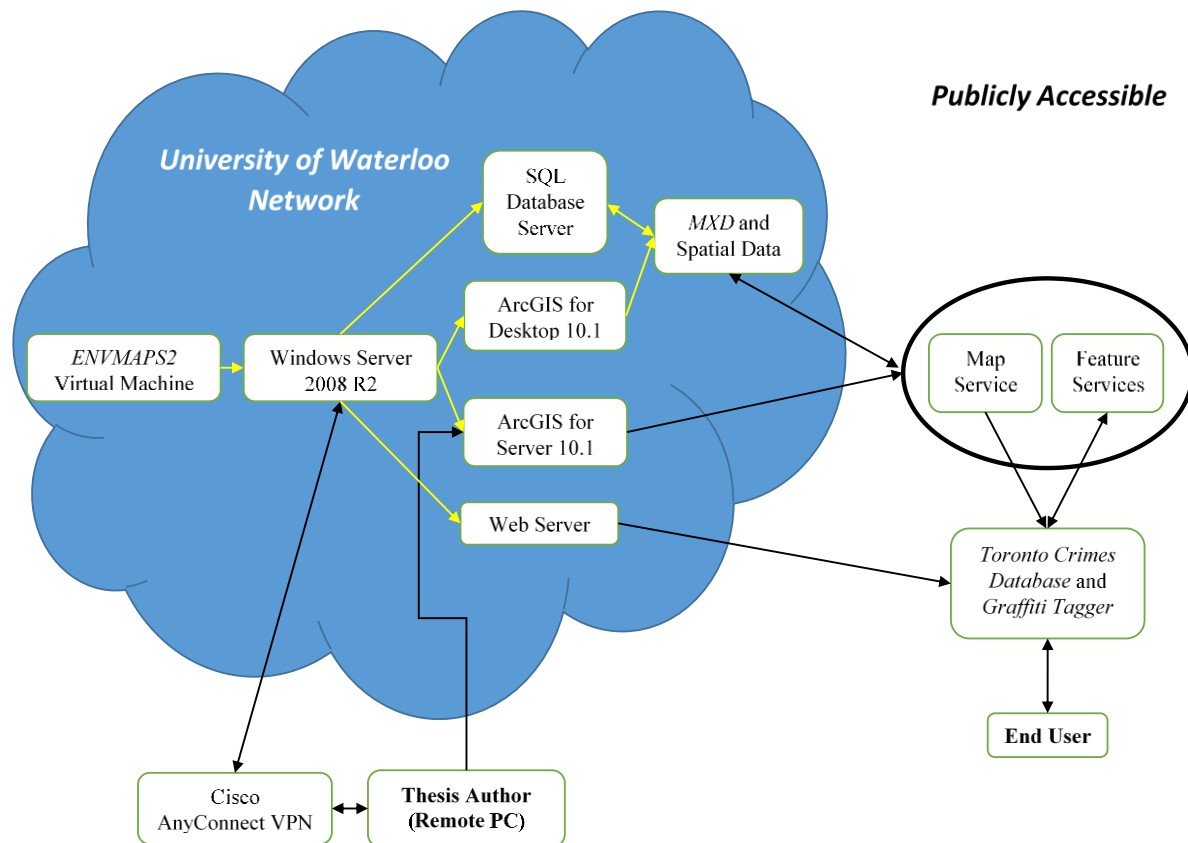 Publicly Accessible
University of Waterloo
Network
SQL
Database
Server
MXD and
Spatial Data
ArcGIS for
Desktop 10.1
ENVMAPS2
Virtual Machine
Windows Server
2008 R2
Map
Service
Feature
Services
ArcGIS for
Server 10.1
Web Server
Toronto Crimes
Database and
Graffiti Tagger
End User
Cisco
AnyConnect VPN
Thesis Author
(Remote PC)